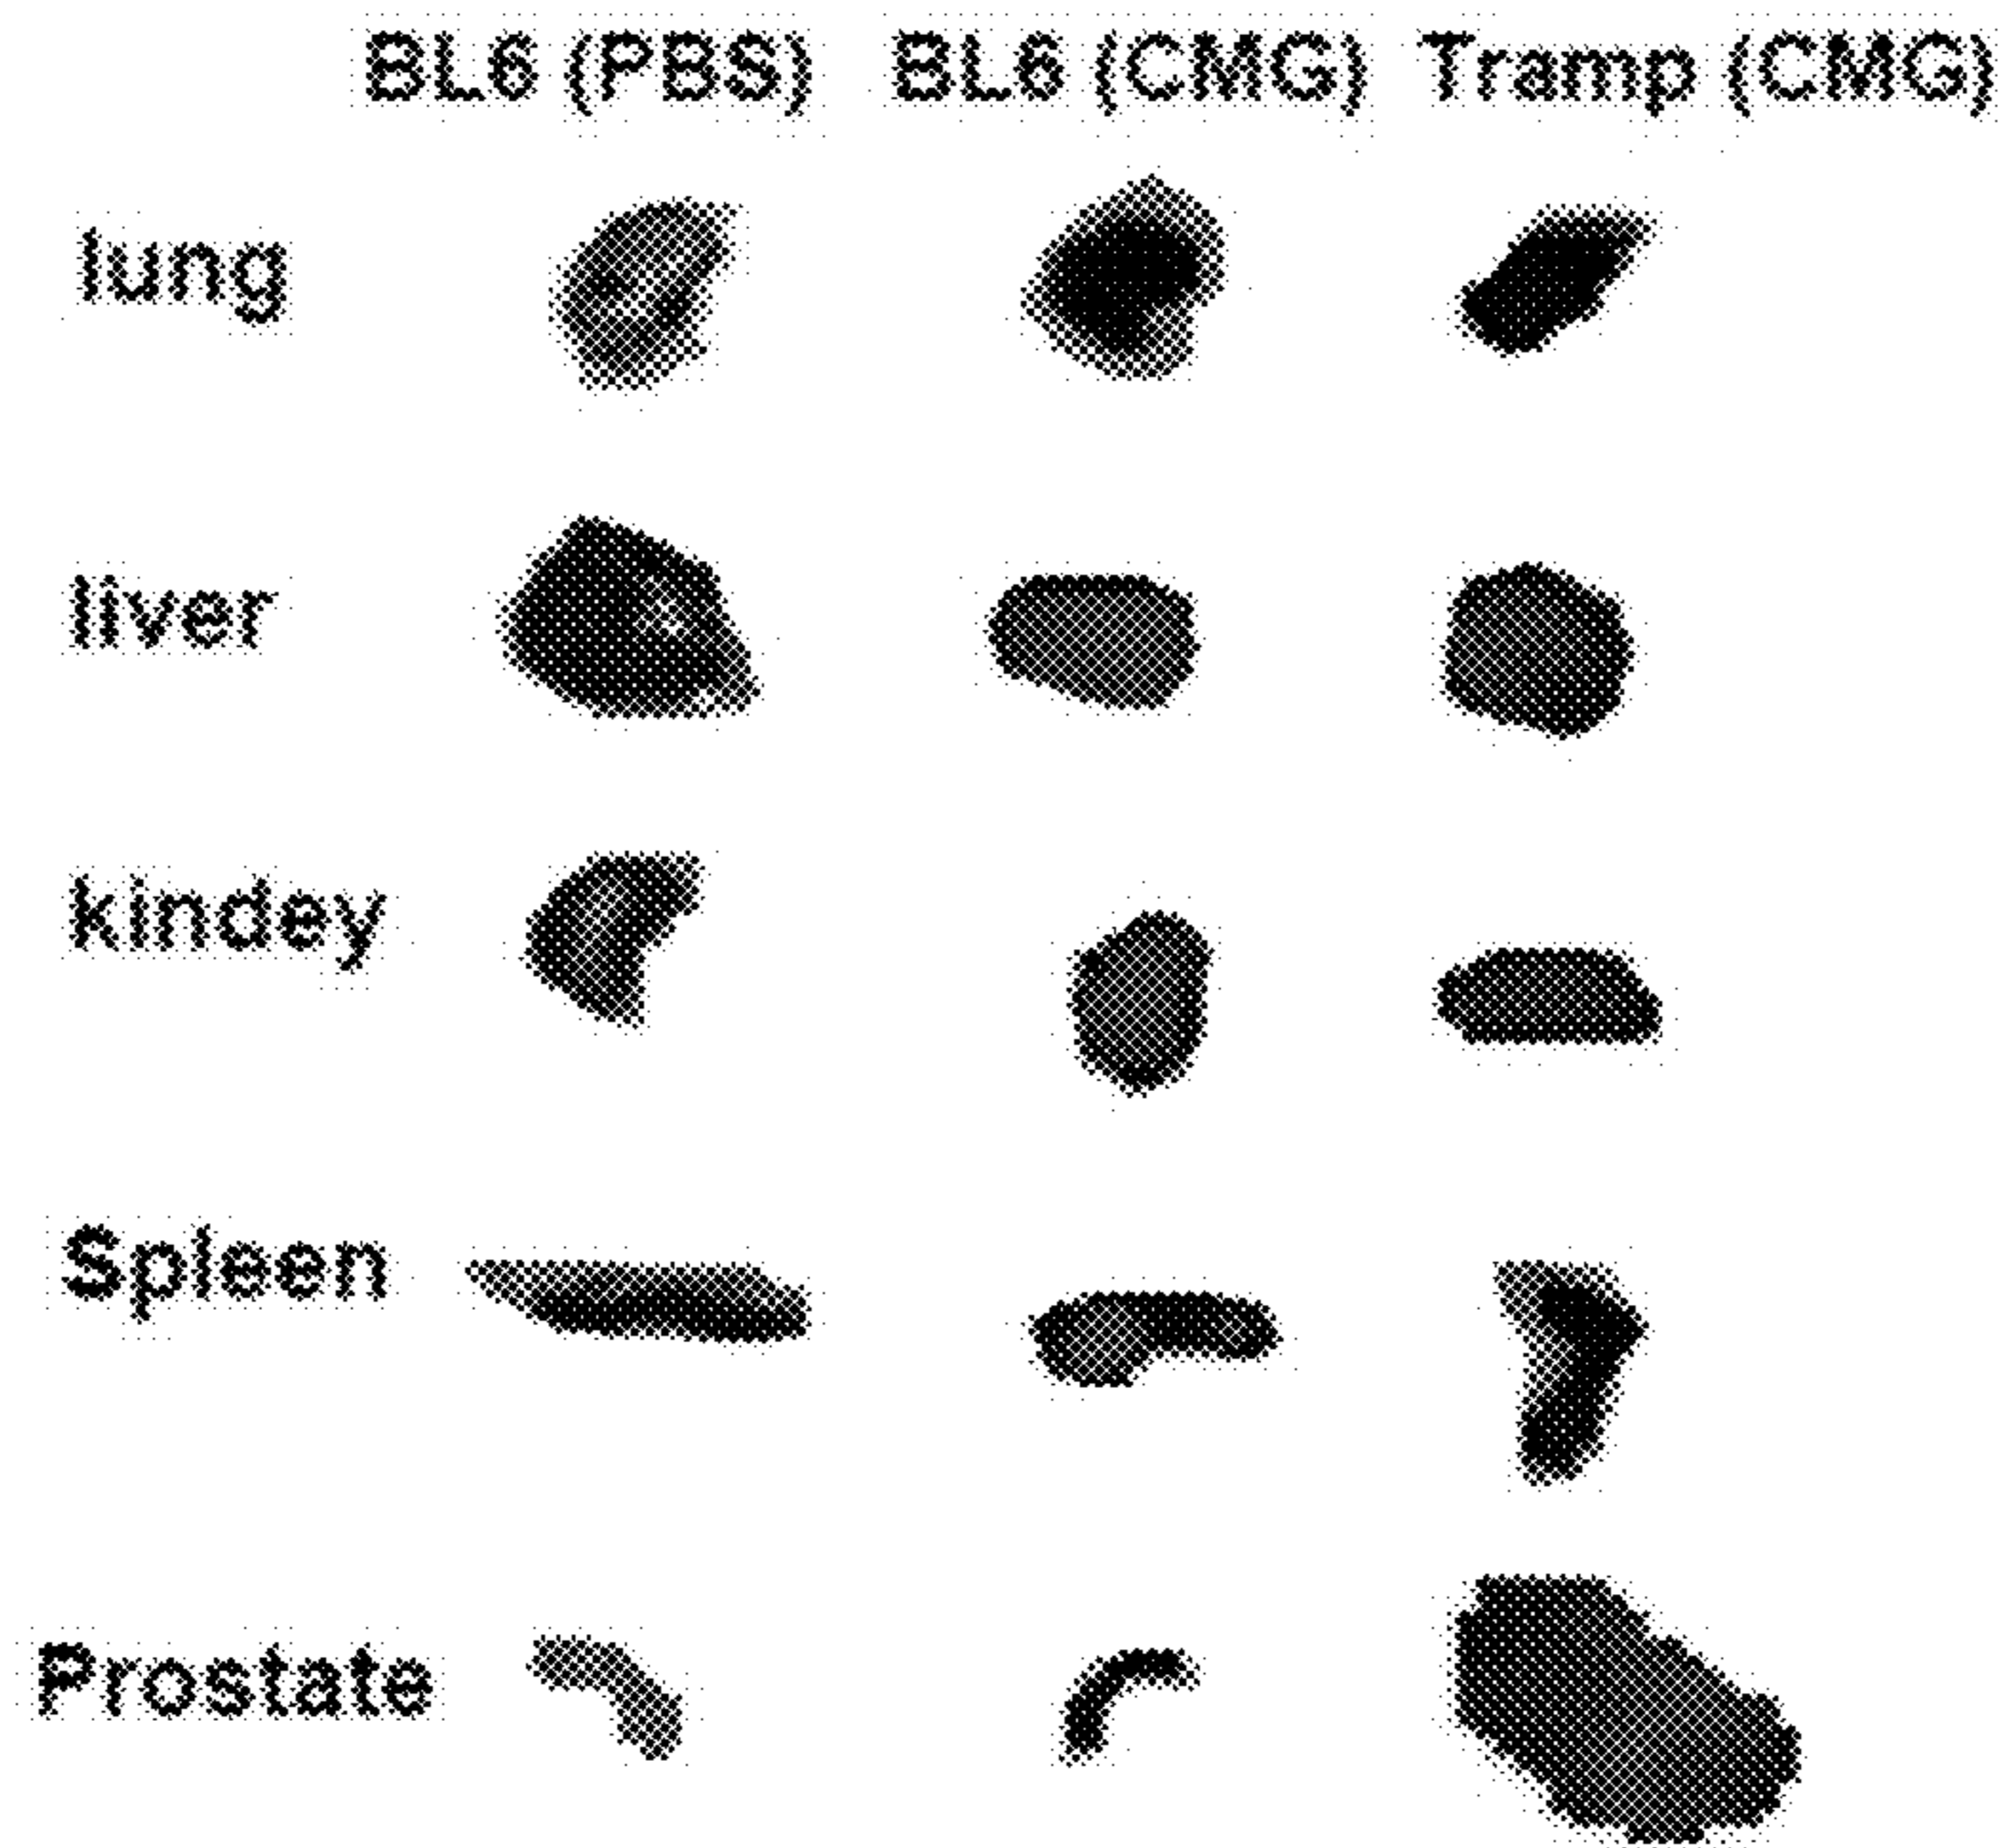 BL6 (PBS) BL6 (CMG) Tramp (CMG)
lung
liver
kindey
Spleen
Prostate